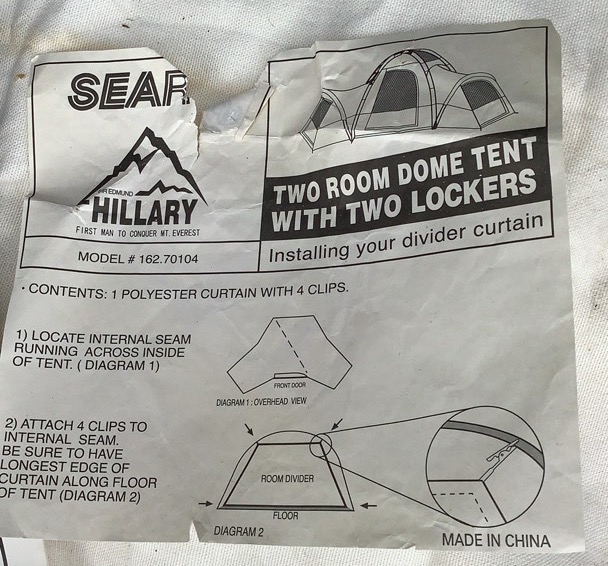 SEAR
EDMUND
HILLARY
FIRST MAN TO CONQUER MT. EVEREST
MODEL # 162.70104
TWO ROOM DOME TENT
WITH TWO LOCKERS
Installing your divider curtain
· CONTENTS: 1 POLYESTER CURTAIN WITH 4 CLIPS.
1) LOCATE INTERNAL SEAM
RUNNING ACROSS INSIDE
OF TENT. ( DIAGRAM 1)
FRONT DOOR
DIAGRAM 1 : OVERHEAD VIEW
2) ATTACH 4 CLIPS TO
INTERNAL SEAM.
BE SURE TO HAVE
LONGEST EDGE OF
CURTAIN ALONG FLOOR
OF TENT (DIAGRAM 2)
ROOM DIVIDER
FLOOR
DIAGRAM 2
MADE IN CHINA